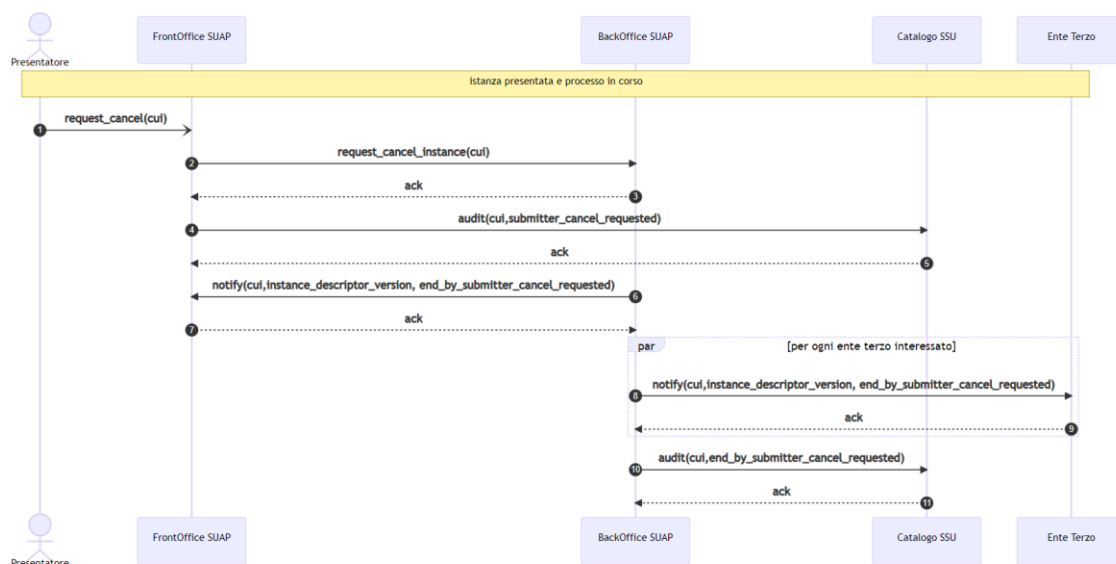 Presentatore
FrontOffice SUAP
BackOffice SUAP
Catalogo SSU
Ente Terzo
Istanza presentata e processo in corso
1
request_cancel(cui)
2
request_cancel_instance(cui)
ack
3
4
audit(cui,submitter_cancel_requested)
ack
5
notify(cui,instance_descriptor_version, end_by_submitter_cancel_requested)
6
7
ack
par
[per ogni ente terzo interessato]
8
notify(cui,instance_descriptor_version, end_by_submitter_cancel_requested)
ack
9
10
audit(cui,end_by_submitter_cancel_requested)
ack
11
FrontOffice SUAP
BackOffice SUAP
Catalogo SSU
Ente Terzo
Presentatore